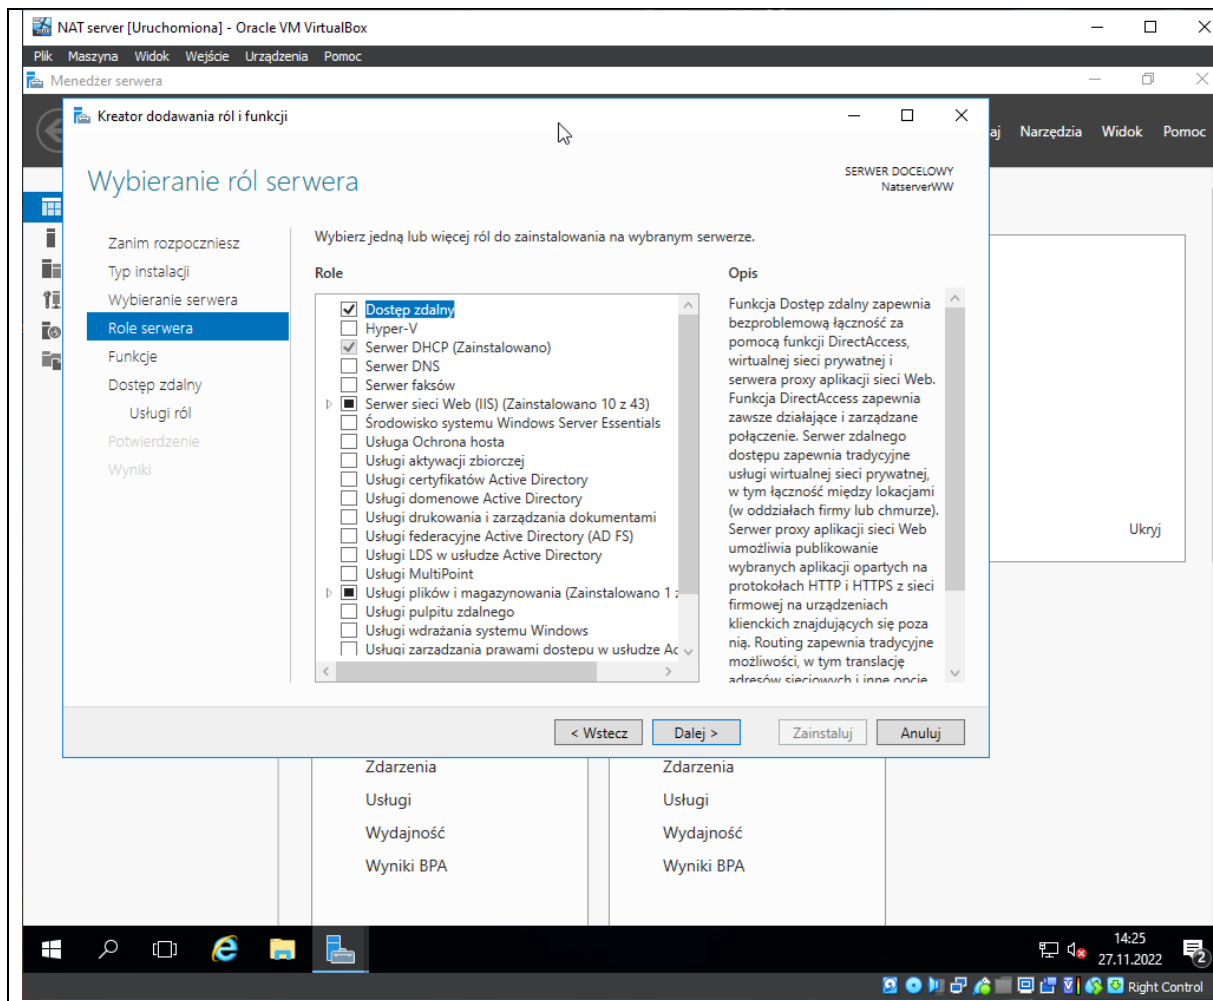 NAT server [Uruchomiona] - Oracle VM VirtualBox
Plik Maszyna Widok Wejście Urządzenia Pomoc
Menedżer serwera
Kreator dodawania ról i funkcji
aj Narzędzia Widok Pomoc
Wybieranie ról serwera
SERWER DOCELOWY
NatserverWW
Zanim rozpoczniesz
Typ instalacji
Wybieranie serwera
Role serwera
Funkcje
Dostęp zdalny
Usługi ról
Potwierdzenie
Wyniki
Wybierz jedną lub więcej ról do zainstalowania na wybranym serwerze.
Role
Dostęp zdalny
Hyper-V
Serwer DHCP (Zainstalowano)
Serwer DNS
Serwer faksów
Serwer sieci Web (IIS) (Zainstalowano 10 z 43)
Środowisko systemu Windows Server Essentials
Usługa Ochrona hosta
Usługi aktywacji zbiorczej
Usługi certyfikatów Active Directory
Usługi domenowe Active Directory
Usługi drukowania i zarządzania dokumentami
Usługi federacyjne Active Directory (AD FS)
Usługi LDS w usłudze Active Directory
Usługi MultiPoint
Usługi plików i magazynowania (Zainstalowano 1 z
Usługi pulpitu zdalnego
Usługi wdrażania systemu Windows
Usługi zarządzania prawami dostępu w usłudze Ac
Opis
Funkcja Dostęp zdalny zapewnia
bezproblemową łączność za
pomocą funkcji DirectAccess,
wirtualnej sieci prywatnej i
serwera proxy aplikacji sieci Web.
Funkcja DirectAccess zapewnia
zawsze działające i zarządzane
połączenie. Serwer zdalnego
dostępu zapewnia tradycyjne
usługi wirtualnej sieci prywatnej,
w tym łączność między lokacjami
(w oddziałach firmy lub chmurze).
Serwer proxy aplikacji sieci Web
umożliwia publikowanie
wybranych aplikacji opartych na
protokołach HTTP i HTTPS z sieci
firmowej na urządzeniach
klienckich znajdujących się poza
nią. Routing zapewnia tradycyjne
możliwości, w tym translację
adresów sieciowych i inne opcje
Ukryj
< Wstecz Dalej > Zainstaluj Anuluj
Zdarzenia
Usługi
Wydajność
Wyniki BPA
Zdarzenia
Usługi
Wydajność
Wyniki BPA
14:25
27.11.2022
2
Right Control